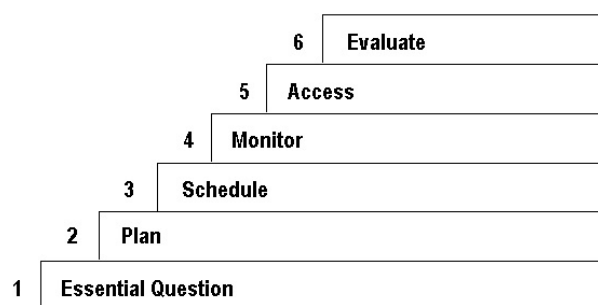 6 Evaluate
5 Access
4 Monitor
3 Schedule
2 Plan
1 Essential Question